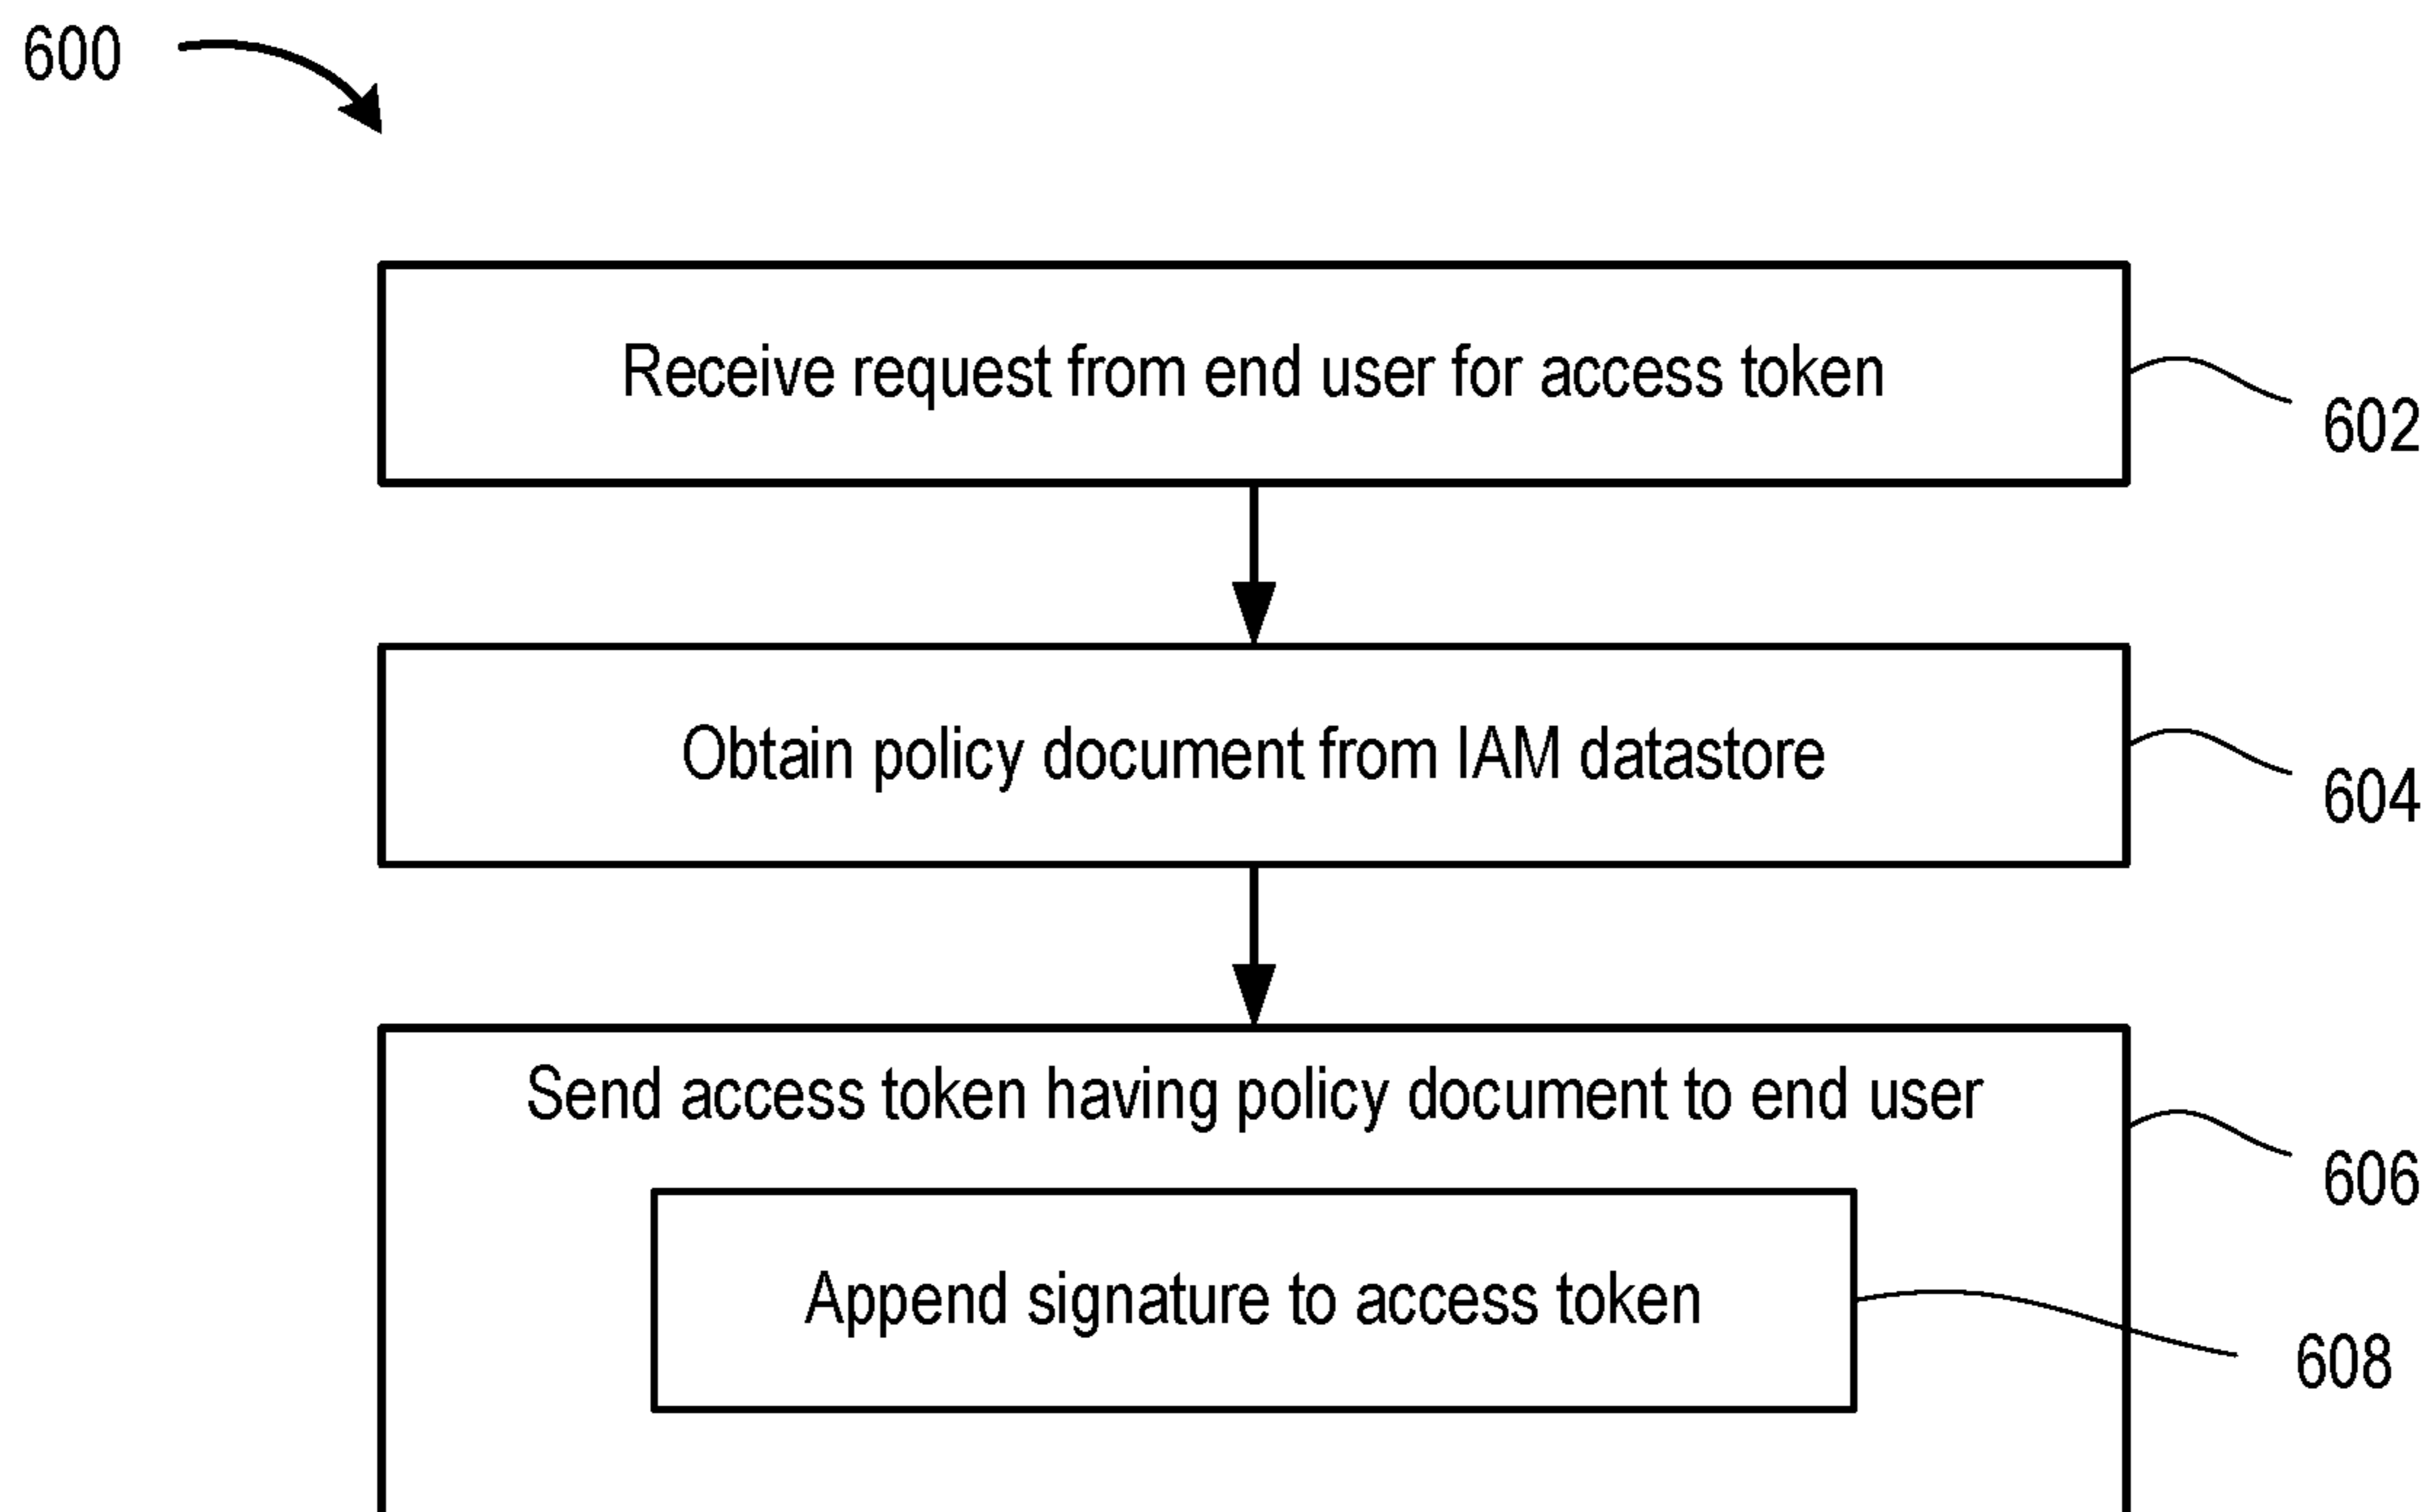 600
Receive request from end user for access token
602
Obtain policy document from IAM datastore
604
Send access token having policy document to end user
606
Append signature to access token
608